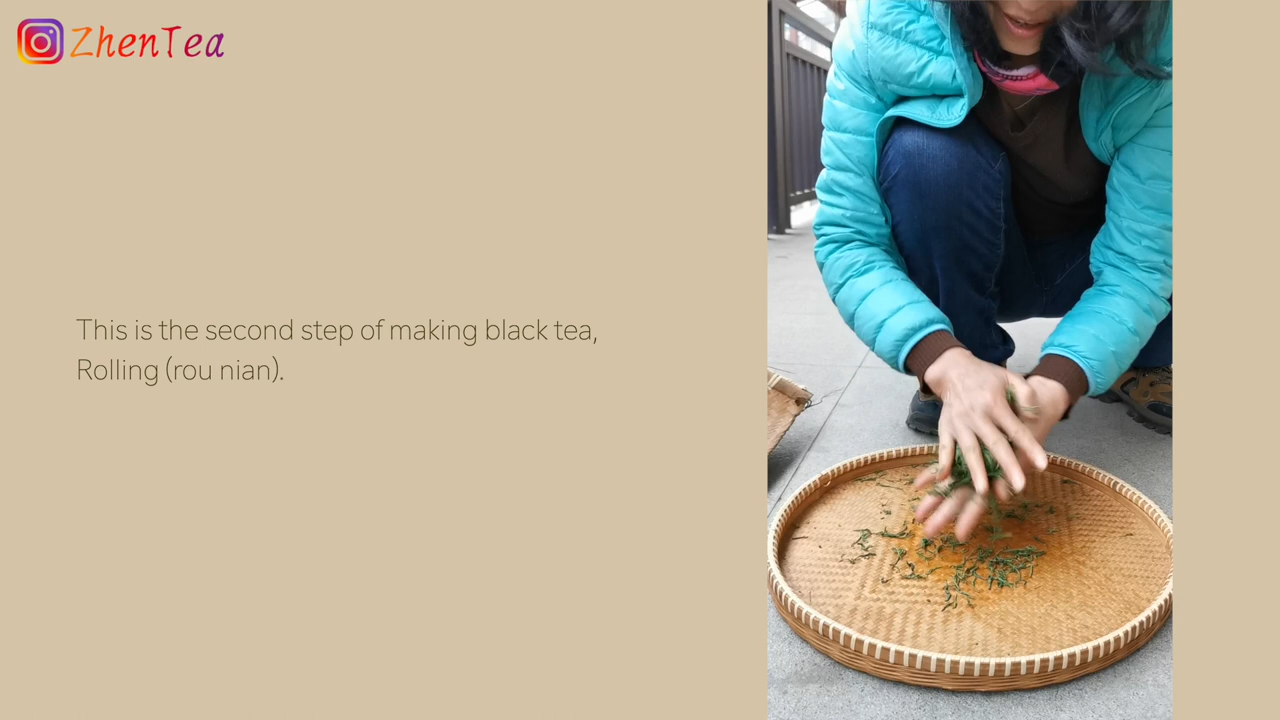 ZhenTea
This is the second step of making black tea,
Rolling (rou nian).